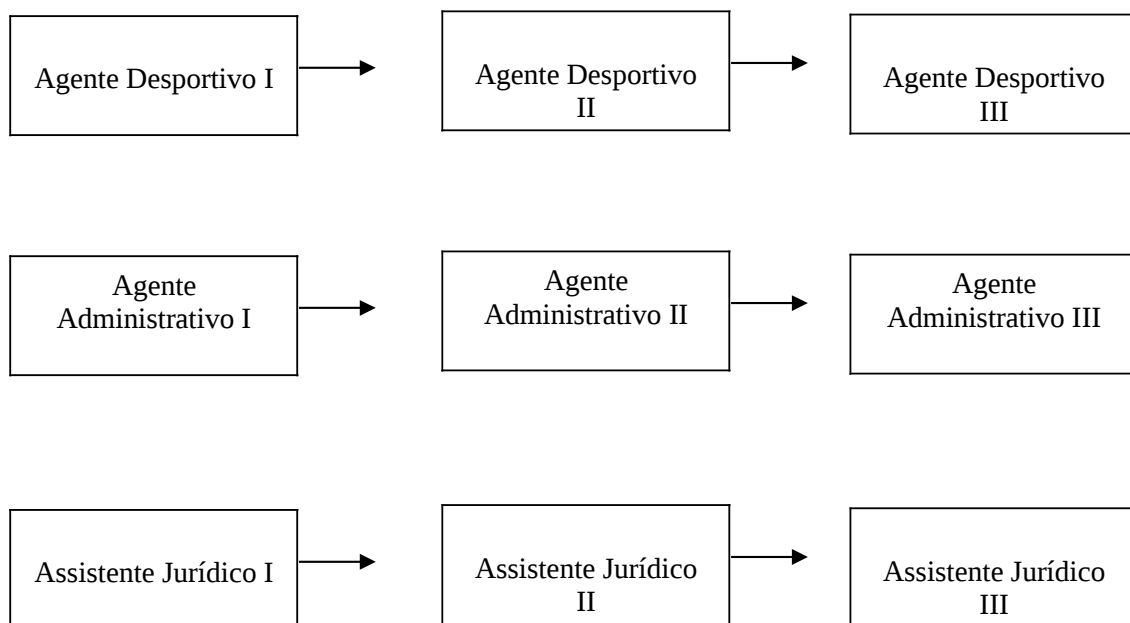 Agente Desportivo I
Agente Desportivo
II
Agente Desportivo
III
Agente
Administrativo I
Agente
Administrativo II
Agente
Administrativo III
Assistente Jurídico I
Assistente Jurídico
II
Assistente Jurídico
III